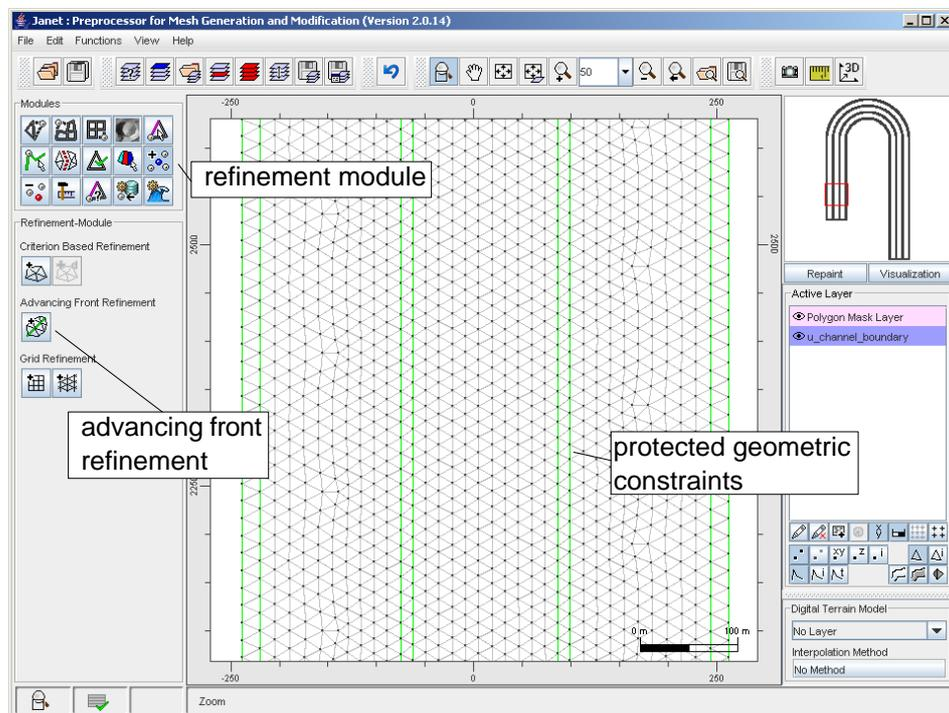 Janet : Preprocessor for Mesh Generation and Modification (Version 2.0.14)
File Edit Functions View Help
50
3D
Modules
refinement module
Refinement-Module
Criterion Based Refinement
Advancing Front Refinement
Grid Refinement
advancing front
refinement
protected geometric
constraints
-250 0 250
2500 2500
2250
0 m 100 m
-250 0 250
Repaint Visualization
Active Layer
Polygon Mask Layer
u_channel_boundary
xy z i
Digital Terrain Model
No Layer
Interpolation Method
No Method
Zoom